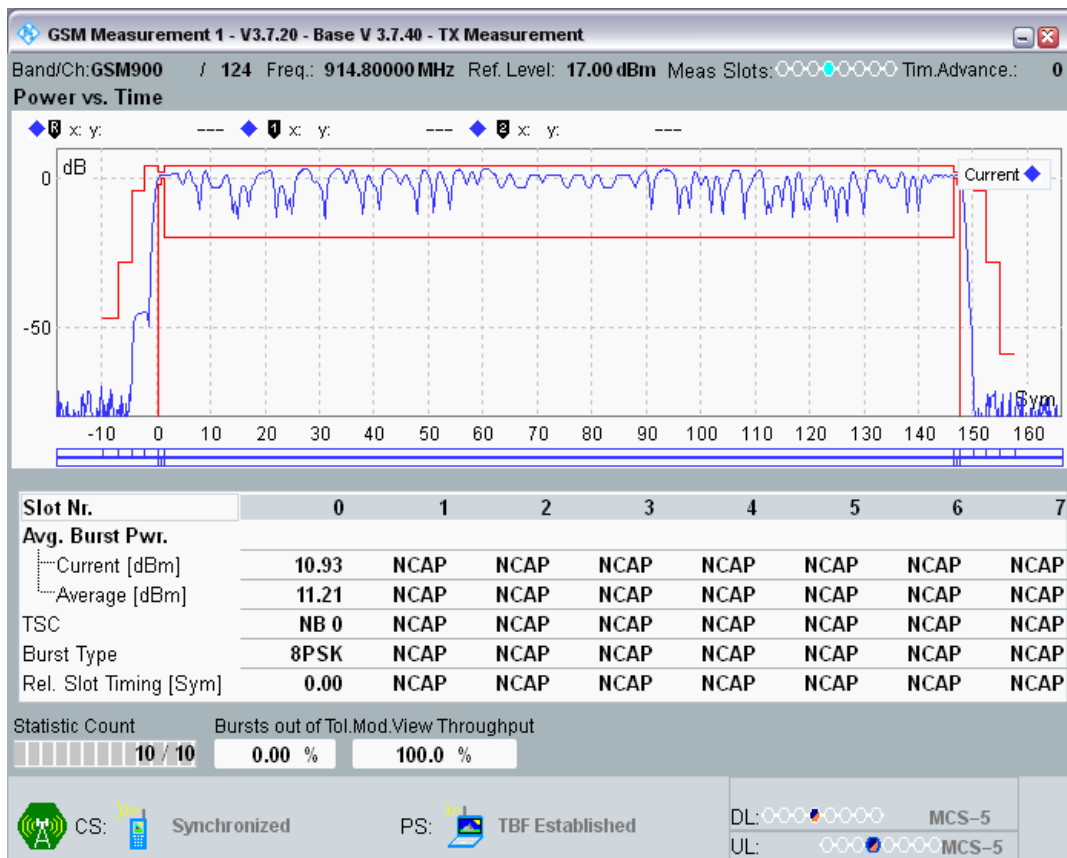 GSM Measurement 1 - V3.7.20 - Base V 3.7.40 - TX Measurement
Band/Ch:GSM900 / 124 Freq.: 914.80000 MHz Ref. Level: 17.00 dBm Meas Slots: Tim.Advance.: 0
Power vs. Time
R x: y: --- 1 x: y: --- 2 x: y: ---
dB
Current
0
-50
Sym
-10 0 10 20 30 40 50 60 70 80 90 100 110 120 130 140 150 160
Slot Nr. 0 1 2 3 4 5 6 7
Avg. Burst Pwr.
Current [dBm] 10.93 NCAP NCAP NCAP NCAP NCAP NCAP NCAP
Average [dBm] 11.21 NCAP NCAP NCAP NCAP NCAP NCAP NCAP
TSC NB 0 NCAP NCAP NCAP NCAP NCAP NCAP NCAP
Burst Type 8PSK NCAP NCAP NCAP NCAP NCAP NCAP NCAP
Rel. Slot Timing [Sym] 0.00 NCAP NCAP NCAP NCAP NCAP NCAP NCAP
Statistic Count Bursts out of Tol. Mod.View Throughput
10 / 10 0.00 % 100.0 %
CS: Synchronized PS: TBF Established
DL: MCS-5
UL: MCS-5